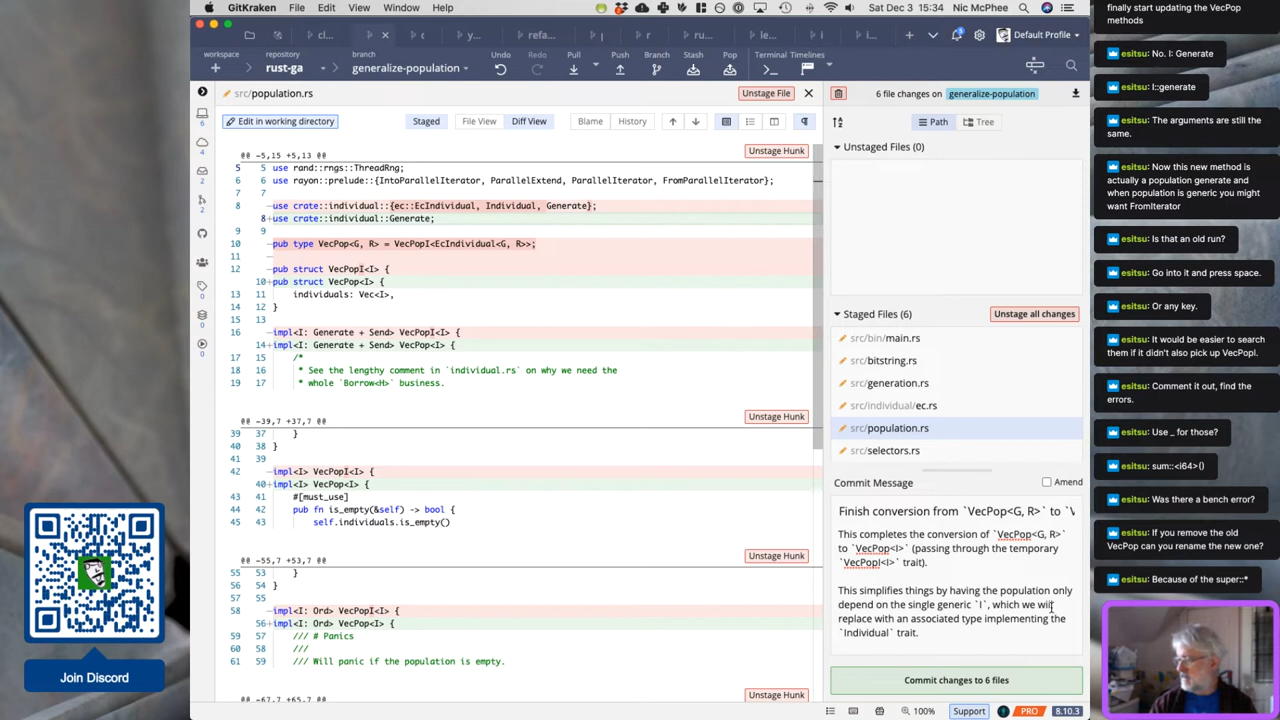 GitKraken File Edit View Window Help
Sat Dec 3 15:34 Nic McPhee
finally start updating the VecPop
methods
esitsu: No. I: Generate
esitsu: I::generate
esitsu: The arguments are still the
same.
esitsu: Now this new method is
actually a population generate and
when population is generic you might
want FromIterator
esitsu: Is that an old run?
esitsu: Go into it and press space.
esitsu: Or any key.
esitsu: It would be easier to search
them if it didn't also pick up VecPopI.
esitsu: Comment it out, find the
errors.
esitsu: Use _ for those?
esitsu: sum::<i64>()
esitsu: Was there a bench error?
esitsu: If you remove the old
VecPop can you rename the new one?
esitsu: Because of the super::*
Default Profile
workspace repository branch
rust-ga generalize-population
Undo Redo Pull Push Branch Stash Pop Terminal Timelines
src/population.rs Unstage File
Edit in working directory Staged File View Diff View Blame History
@@ -5,15 +5,13 @@ Unstage Hunk
5 5 use rand::rngs::ThreadRng;
6 6 use rayon::prelude::{IntoParallelIterator, ParallelExtend, ParallelIterator, FromParallelIterator};
7 7
8 —use crate::individual::{ec::EcIndividual, Individual, Generate};
8+use crate::individual::Generate;
9 9
10 —pub type VecPop<G, R> = VecPopI<EcIndividual<G, R>>;
11 —
12 —pub struct VecPopI<I> {
10+pub struct VecPop<I> {
13 11 individuals: Vec<I>,
14 12 }
15 13
16 —impl<I: Generate + Send> VecPopI<I> {
14+impl<I: Generate + Send> VecPop<I> {
17 15 /*
18 16 * See the lengthy comment in `individual.rs` on why we need the
19 17 * whole `Borrow<H>` business.
@@ -39,7 +37,7 @@ Unstage Hunk
39 37 }
40 38 }
41 39
42 —impl<I> VecPopI<I> {
40+impl<I> VecPop<I> {
43 41 #[must_use]
44 42 pub fn is_empty(&self) -> bool {
45 43 self.individuals.is_empty()
@@ -55,7 +53,7 @@ Unstage Hunk
55 53 }
56 54 }
57 55
58 —impl<I: Ord> VecPopI<I> {
56+impl<I: Ord> VecPop<I> {
59 57 /// # Panics
60 58 ///
61 59 /// Will panic if the population is empty.
@@ -67,7 +65,7 @@ Unstage Hunk
6 file changes on generalize-population
Path Tree
Unstaged Files (0)
Staged Files (6) Unstage all changes
src/bin/main.rs
src/bitstring.rs
src/generation.rs
src/individual/ec.rs
src/population.rs
src/selectors.rs
Commit Message Amend
Finish conversion from `VecPop<G, R>` to `V
This completes the conversion of `VecPop<G, R>`
to `VecPop<I>` (passing through the temporary
`VecPopI<I>` trait).
This simplifies things by having the population only
depend on the single generic `I`, which we will
replace with an associated type implementing the
`Individual` trait.
Commit changes to 6 files
100% Support PRO 8.10.3
Join Discord